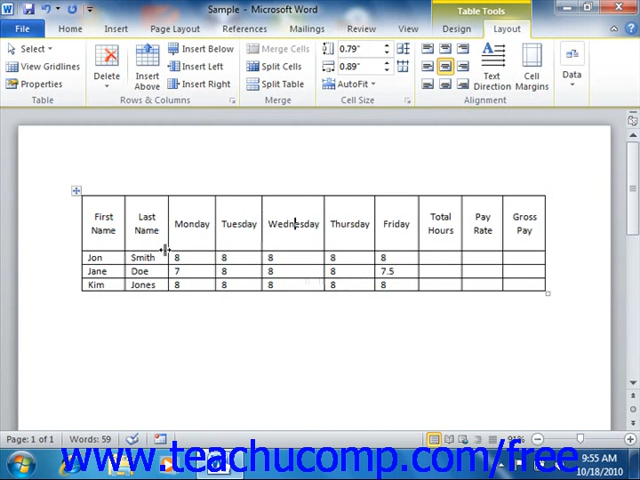 Sample - Microsoft Word
Table Tools
File Home Insert Page Layout References Mailings Review View Design Layout
Select
View Gridlines
Properties
Table
Delete
Insert Above
Insert Below
Insert Left
Insert Right
Rows & Columns
Merge Cells
Split Cells
Split Table
Merge
0.79"
0.89"
AutoFit
Cell Size
Text Direction
Cell Margins
Alignment
Data
First Name Last Name Monday Tuesday Wednesday Thursday Friday Total Hours Pay Rate Gross Pay
Jon Smith 8 8 8 8 8
Jane Doe 7 8 8 8 7.5
Kim Jones 8 8 8 8 8
Page: 1 of 1 Words: 59 91%
www.teachucomp.com/free
9:55 AM
10/18/2010